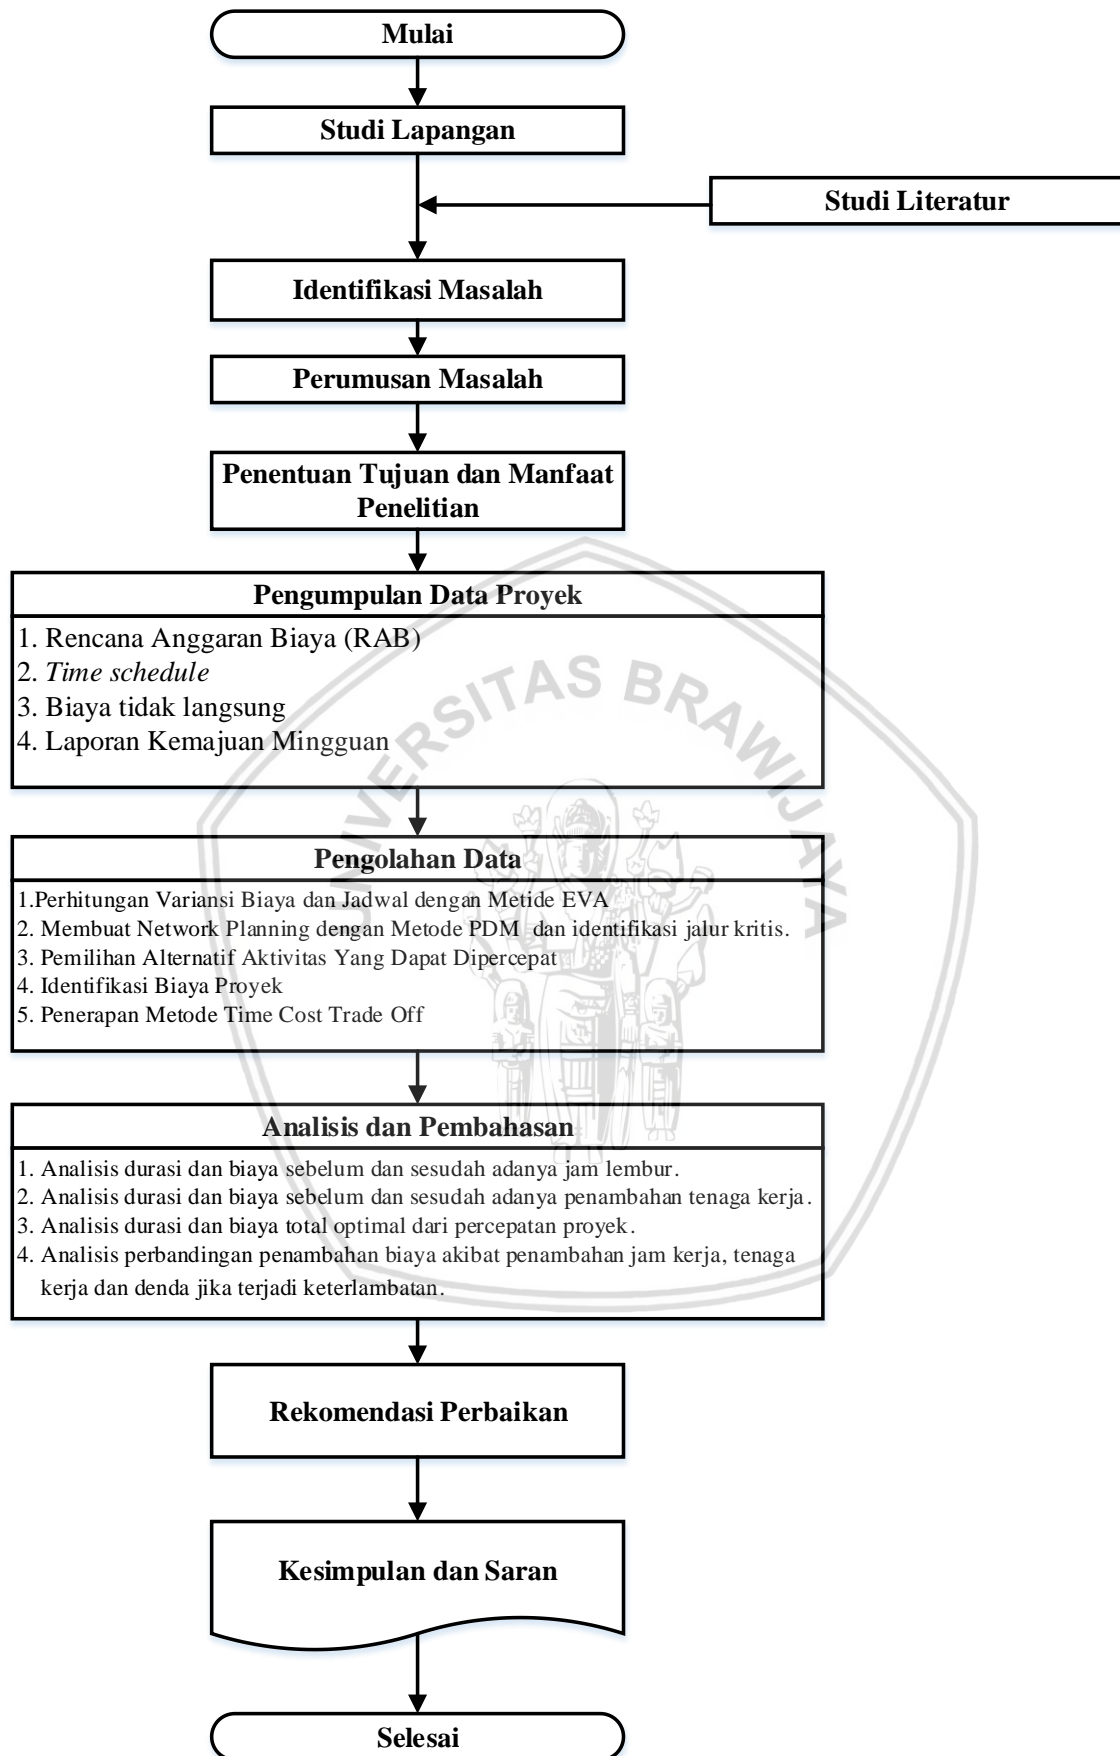 Mulai
Studi Lapangan
Studi Literatur
Identifikasi Masalah
Perumusan Masalah
Penentuan Tujuan dan Manfaat
Penelitian
Pengumpulan Data Proyek
1. Rencana Anggaran Biaya (RAB)
2. Time schedule
3. Biaya tidak langsung
4. Laporan Kemajuan Mingguan
UNIVERSITAS BRAWIJAYA
Pengolahan Data
1.Perhitungan Variansi Biaya dan Jadwal dengan Metide EVA
2. Membuat Network Planning dengan Metode PDM dan identifikasi jalur kritis.
3. Pemilihan Alternatif Aktivitas Yang Dapat Dipercepat
4. Identifikasi Biaya Proyek
5. Penerapan Metode Time Cost Trade Off
Analisis dan Pembahasan
1. Analisis durasi dan biaya sebelum dan sesudah adanya jam lembur.
2. Analisis durasi dan biaya sebelum dan sesudah adanya penambahan tenaga kerja.
3. Analisis durasi dan biaya total optimal dari percepatan proyek.
4. Analisis perbandingan penambahan biaya akibat penambahan jam kerja, tenaga
kerja dan denda jika terjadi keterlambatan.
Rekomendasi Perbaikan
Kesimpulan dan Saran
Selesai